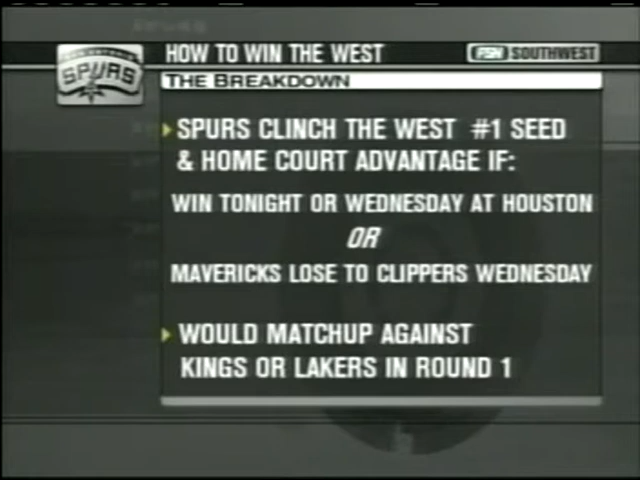 SPURS
HOW TO WIN THE WEST
FSN SOUTHWEST
THE BREAKDOWN
SPURS CLINCH THE WEST #1 SEED
& HOME COURT ADVANTAGE IF:
WIN TONIGHT OR WEDNESDAY AT HOUSTON
OR
MAVERICKS LOSE TO CLIPPERS WEDNESDAY
WOULD MATCHUP AGAINST
KINGS OR LAKERS IN ROUND 1